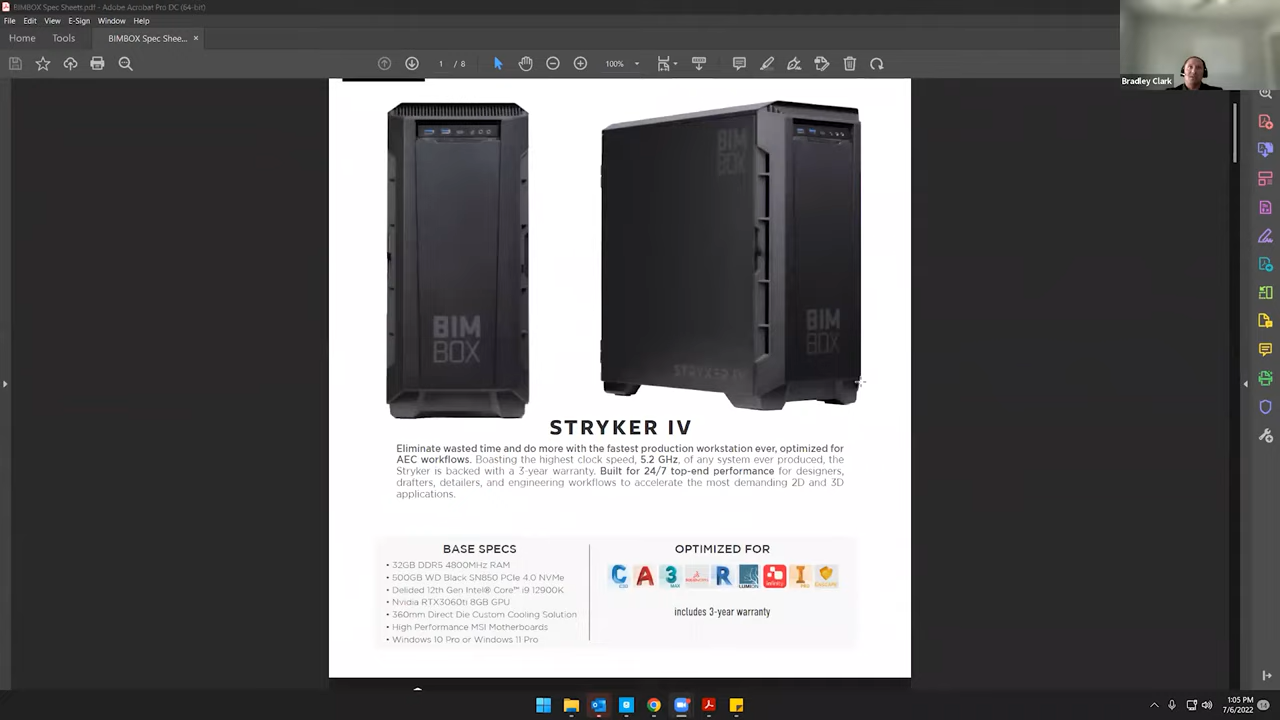 BIMBOX Spec Sheetr.pdf - Adobe Acrobat Pro DC (64-bit)
File Edit View E-Sign Window Help
Home Tools BIMBOX Spec Shee... ×
1 / 8 100%
Bradley Clark
BIM
BOX
BIM
BOX
BIM
BOX
STRYKER IV
STRYKER IV
Eliminate wasted time and do more with the fastest production workstation ever, optimized for
AEC workflows. Boasting the highest clock speed, 5.2 GHz, of any system ever produced, the
Stryker is backed with a 3-year warranty. Built for 24/7 top-end performance for designers,
drafters, detailers, and engineering workflows to accelerate the most demanding 2D and 3D
applications.
BASE SPECS
• 32GB DDR5 4800MHz RAM
• 500GB WD Black SN850 PCIe 4.0 NVMe
• Delided 12th Gen Intel® Core™ i9 12900K
• Nvidia RTX3060ti 8GB GPU
• 360mm Direct Die Custom Cooling Solution
• High Performance MSI Motherboards
• Windows 10 Pro or Windows 11 Pro
OPTIMIZED FOR
C A 3 R I
MAX LUMION PRO
includes 3-year warranty
1:05 PM
7/6/2022